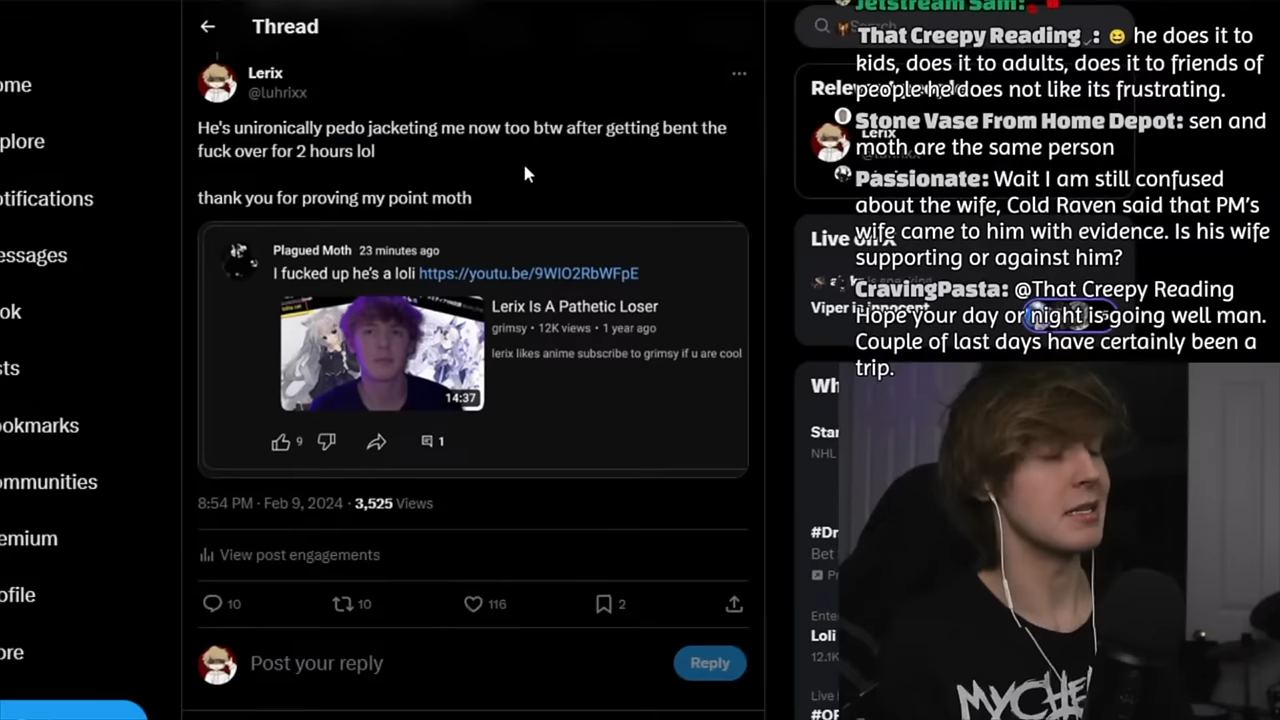 Thread
Lerix
@luhrixx
He's unironically pedo jacketing me now too btw after getting bent the
fuck over for 2 hours lol
thank you for proving my point moth
Plagued Moth 23 minutes ago
I fucked up he's a loli https://youtu.be/9WIO2RbWFpE
Lerix Is A Pathetic Loser
grimsy • 12K views • 1 year ago
lerix likes anime subscribe to grimsy if u are cool
14:37
9
1
8:54 PM · Feb 9, 2024 · 3,525 Views
View post engagements
10
10
116
2
Post your reply
Reply
ome
plore
otifications
essages
ok
sts
ookmarks
ommunities
emium
ofile
ore
Jetstream Sam:
That Creepy Reading : he does it to
kids, does it to adults, does it to friends of
people he does not like its frustrating.
Stone Vase From Home Depot: sen and
moth are the same person
Passionate: Wait I am still confused
about the wife, Cold Raven said that PM's
wife came to him with evidence. Is his wife
supporting or against him?
CravingPasta: @That Creepy Reading
Hope your day or night is going well man.
Couple of last days have certainly been a
trip.
Search
Lerix
Viper is innocent
Wh
Star
NHL
#Dr
Bet
Pr
Ente
Loli
12.1K
Live
#OF
MYCHE